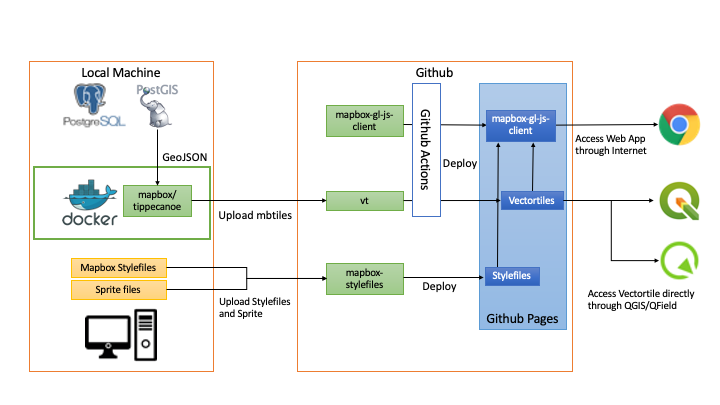 Local Machine
PostgreSQL
PostGIS
GeoJSON
docker
mapbox/
tippecanoe
Mapbox Stylefiles
Sprite files
Upload mbtiles
Upload Stylefiles
and Sprite
Github
mapbox-gl-js-
client
vt
mapbox-
stylefiles
Github Actions
Deploy
Deploy
mapbox-gl-js-
client
Vectortiles
Stylefiles
Github Pages
Access Web App
through Internet
Access Vectortile directly
through QGIS/QField